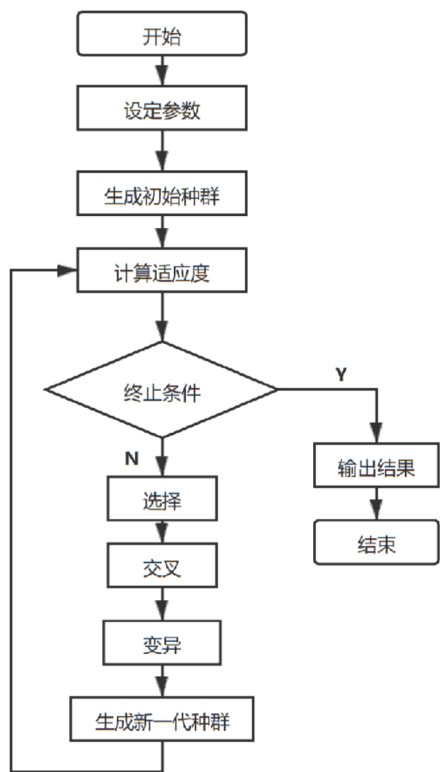 开始
设定参数
生成初始种群
计算适应度
终止条件
Y
N
输出结果
选择
结束
交叉
变异
生成新一代种群